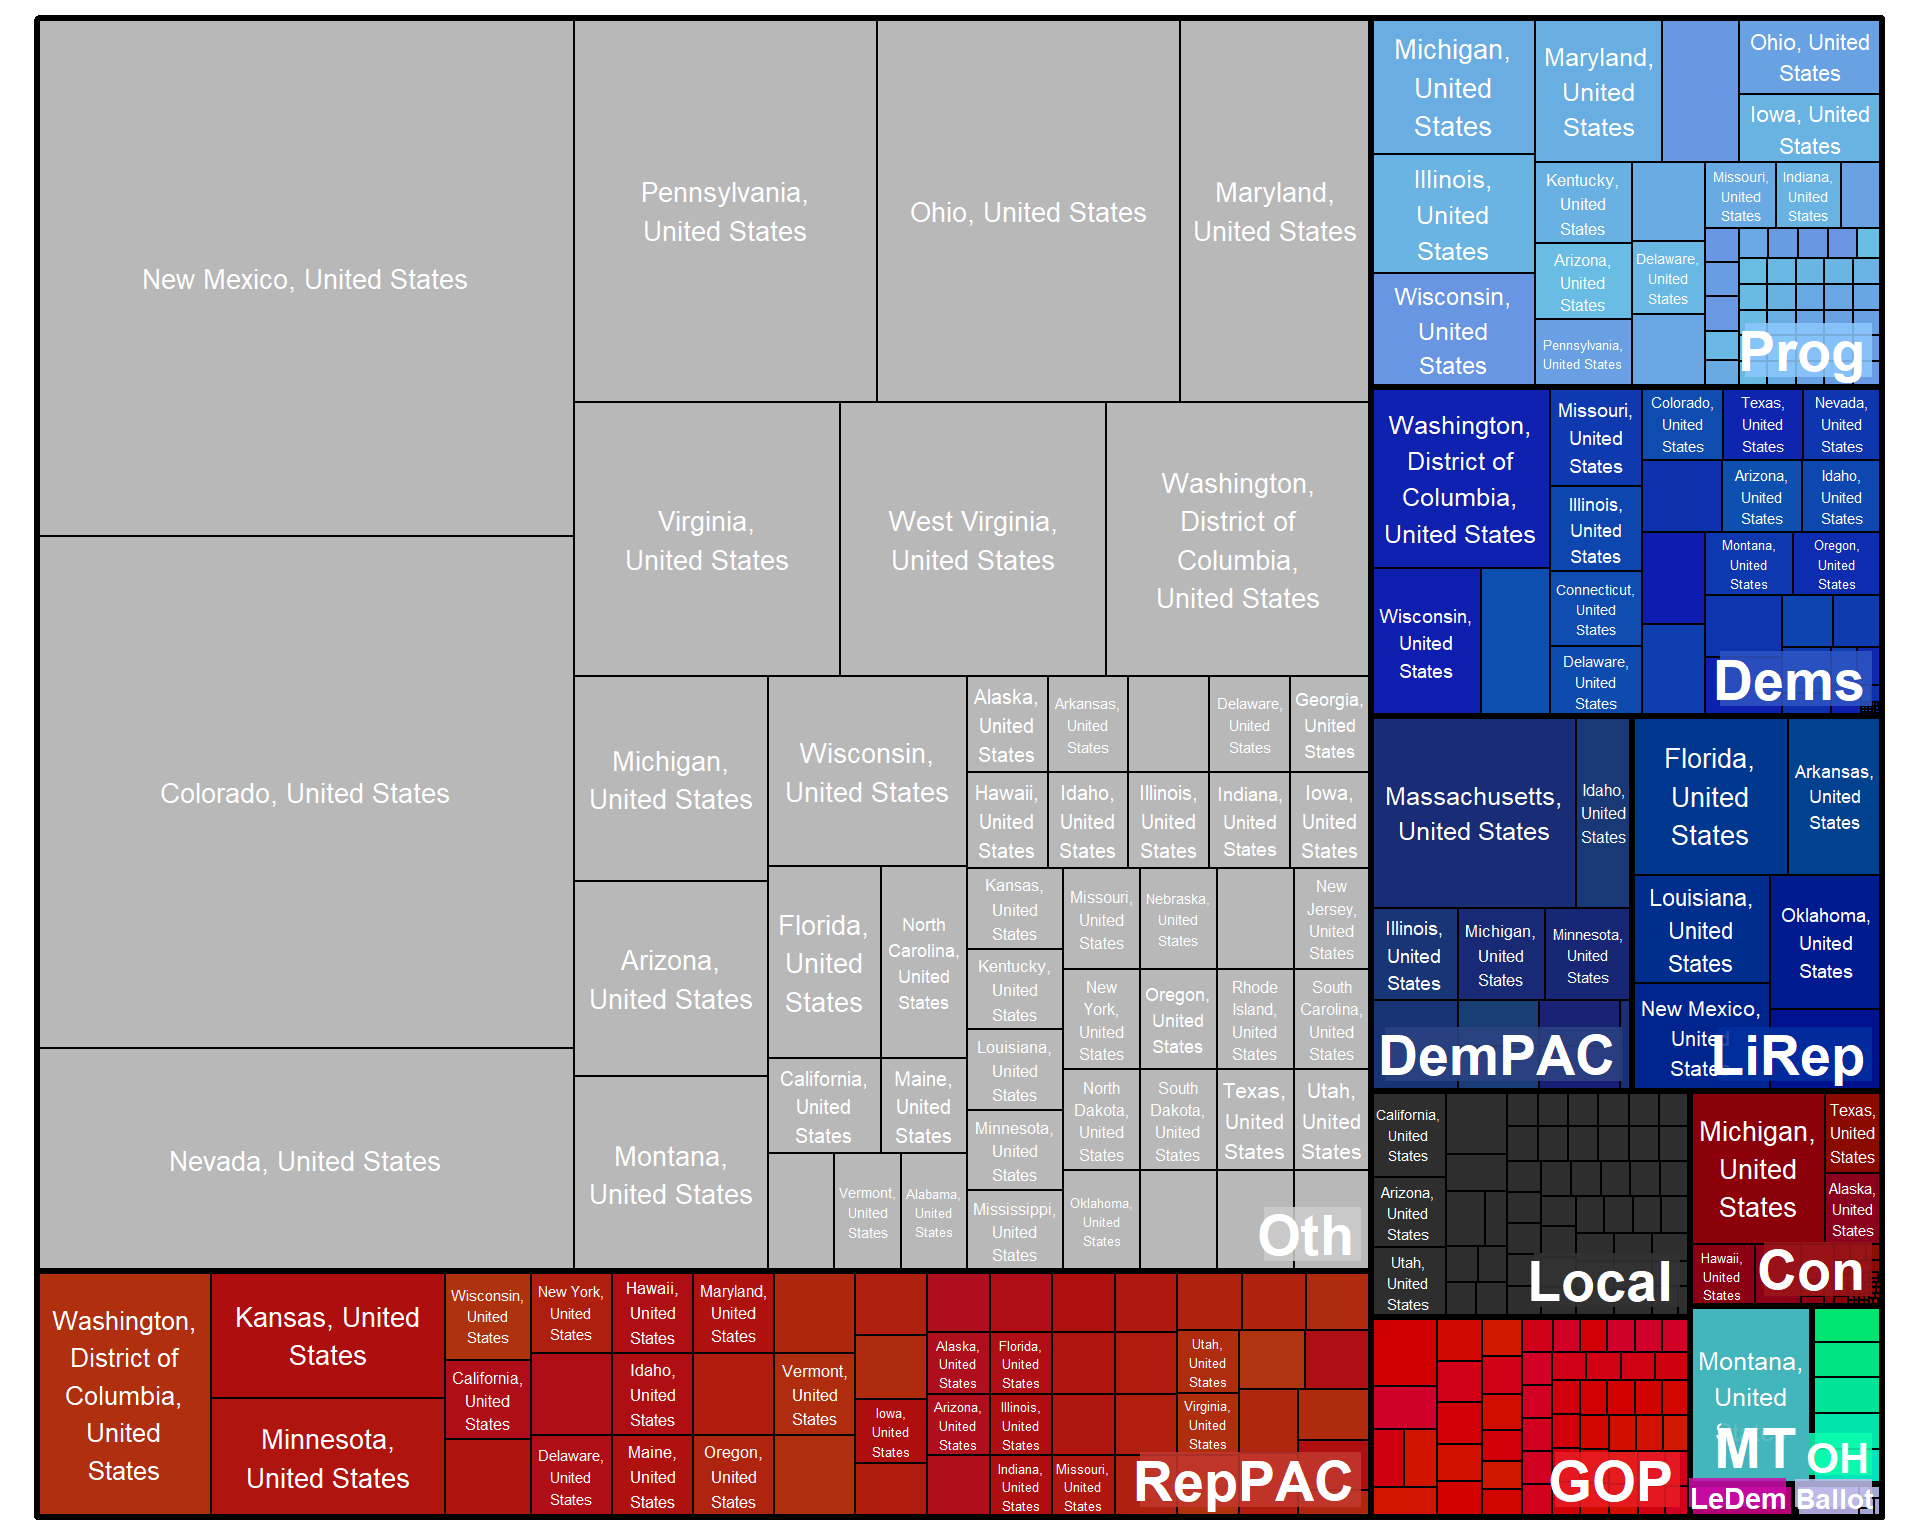 New Mexico, United States
Colorado, United States
Nevada, United States
Pennsylvania,
United States
Ohio, United States
Maryland,
United States
Virginia,
United States
West Virginia,
United States
Washington,
District of
Columbia,
United States
Michigan,
United States
Arizona,
United States
Montana,
United States
Wisconsin,
United States
Florida,
United
States
North
Carolina,
United
States
California,
United
States
Maine,
United
States
Vermont,
United
States
Alabama,
United
States
Alaska,
United
States
Arkansas,
United
States
Delaware,
United
States
Georgia,
United
States
Hawaii,
United
States
Idaho,
United
States
Illinois,
United
States
Indiana,
United
States
Iowa,
United
States
Kansas,
United
States
Kentucky,
United
States
Louisiana,
United
States
Minnesota,
United
States
Mississippi,
United
States
Missouri,
United
States
Nebraska,
United
States
New
Jersey,
United
States
New
York,
United
States
Oregon,
United
States
Rhode
Island,
United
States
South
Carolina,
United
States
North
Dakota,
United
States
South
Dakota,
United
States
Texas,
United
States
Utah,
United
States
Oklahoma,
United
States
Oth
Washington,
District of
Columbia,
United
States
Kansas, United
States
Minnesota,
United States
Wisconsin,
United
States
California,
United
States
New York,
United
States
Delaware,
United
States
Hawaii,
United
States
Idaho,
United
States
Maine,
United
States
Maryland,
United
States
Oregon,
United
States
Vermont,
United
States
Iowa,
United
States
Alaska,
United
States
Arizona,
United
States
Florida,
United
States
Illinois,
United
States
Indiana,
United
States
Missouri,
United
States
Utah,
United
States
Virginia,
United
States
RepPAC
Michigan,
United
States
Illinois,
United
States
Wisconsin,
United
States
Maryland,
United
States
Ohio, United
States
Iowa, United
States
Kentucky,
United
States
Arizona,
United
States
Pennsylvania,
United States
Delaware,
United
States
Missouri,
United
States
Indiana,
United
States
Prog
Washington,
District of
Columbia,
United States
Wisconsin,
United
States
Missouri,
United
States
Illinois,
United
States
Connecticut,
United
States
Delaware,
United
States
Colorado,
United
States
Texas,
United
States
Nevada,
United
States
Arizona,
United
States
Idaho,
United
States
Montana,
United
States
Oregon,
United
States
Dems
Massachusetts,
United States
Idaho,
United
States
Illinois,
United
States
Michigan,
United
States
Minnesota,
United
States
DemPAC
Florida,
United
States
Arkansas,
United
States
Louisiana,
United
States
Oklahoma,
United
States
New Mexico,
United
States
LiRep
California,
United
States
Arizona,
United
States
Utah,
United
States
Local
Michigan,
United
States
Texas,
United
States
Alaska,
United
States
Hawaii,
United
States
Con
GOP
Montana,
United
States
MT
OH
LeDem
Ballot